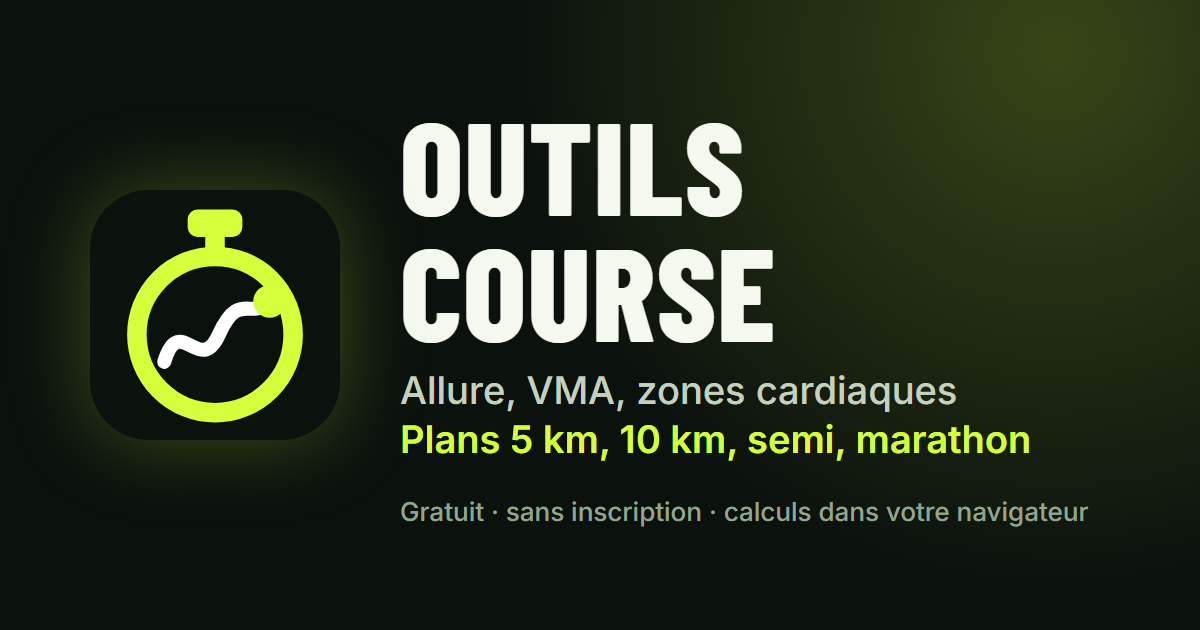 OUTILS
COURSE
Allure, VMA, zones cardiaques
Plans 5 km, 10 km, semi, marathon
Gratuit · sans inscription · calculs dans votre navigateur